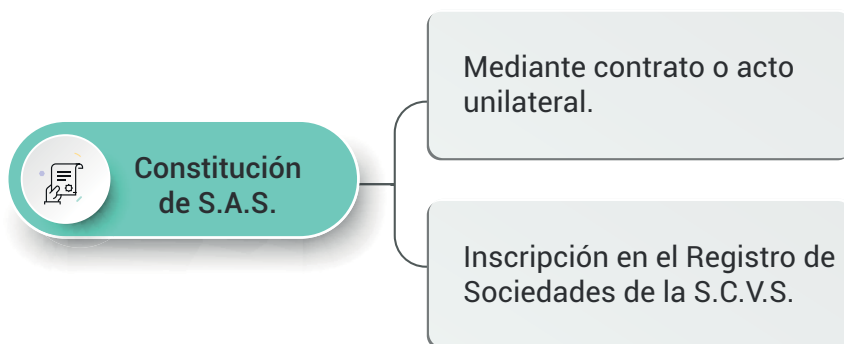 Constitución
de S.A.S.
Mediante contrato o acto
unilateral.
Inscripción en el Registro de
Sociedades de la S.C.V.S.